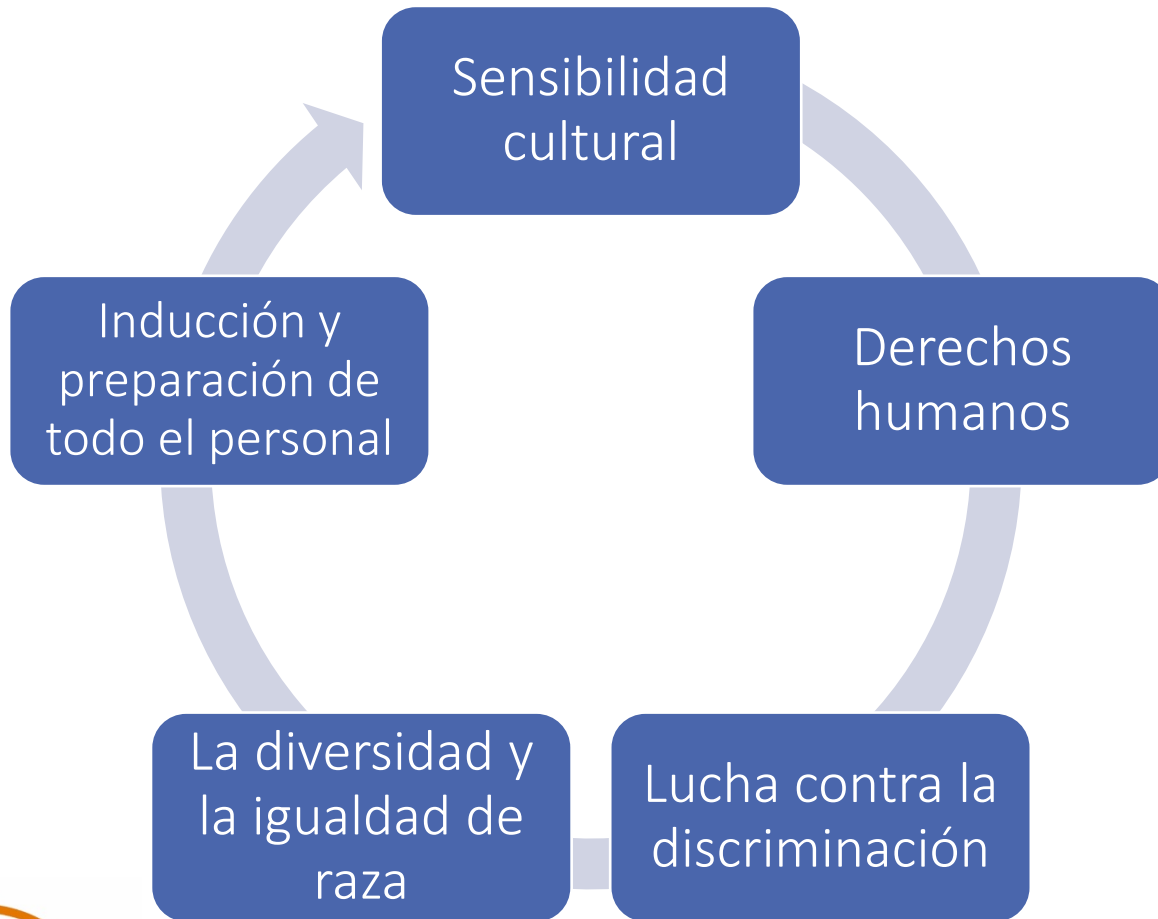 Sensibilidad
cultural
Derechos
humanos
Lucha contra la
discriminación
La diversidad y
la igualdad de
raza
Inducción y
preparación de
todo el personal